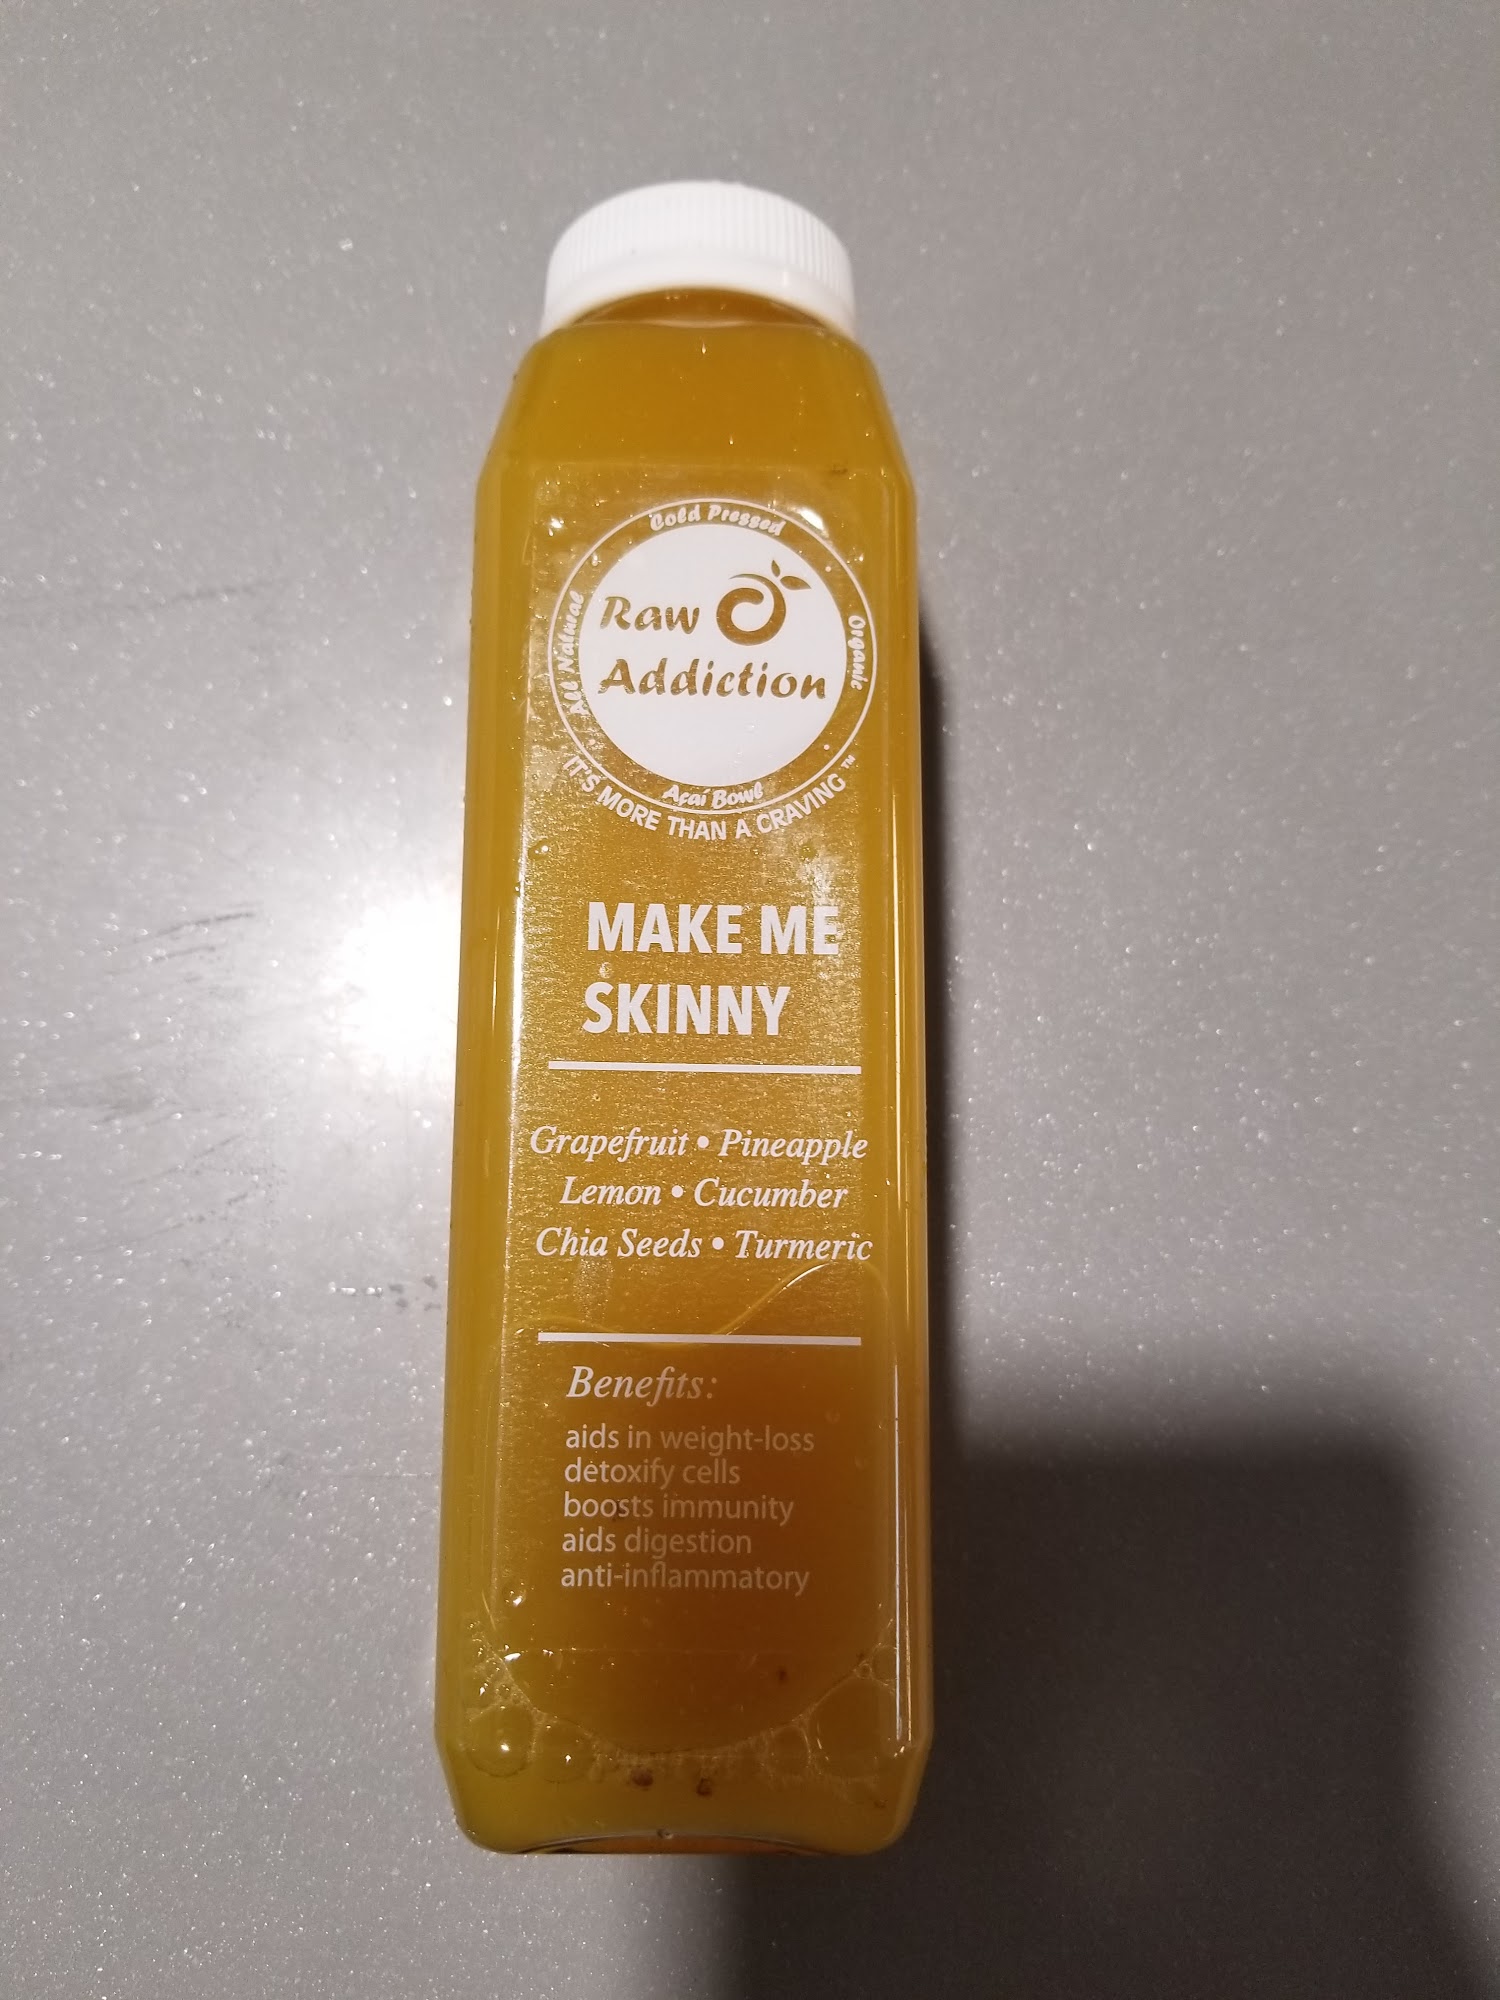 Cold Pressed
All Natural
Organic
Raw
Addiction
Açaí Bowl
IT'S MORE THAN A CRAVING™
MAKE ME
SKINNY
Grapefruit • Pineapple
Lemon • Cucumber
Chia Seeds • Turmeric
Benefits:
aids in weight-loss
detoxify cells
boosts immunity
aids digestion
anti-inflammatory